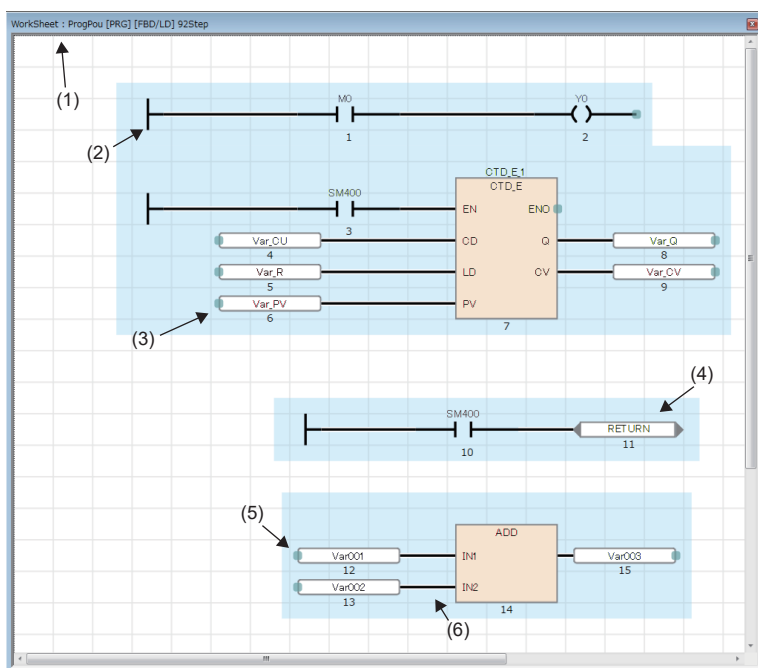 WorkSheet : ProgPou [PRG] [FBD/LD] 92Step
(1)
M0 Y0
(2)
1 2
CTD_E_1
CTD_E
SM400
EN ENO
3
Var_CU CD Q Var_Q
4 8
Var_R LD CV Var_CV
5 9
Var_PV PV
6
(3)
7
(4)
SM400
RETURN
10 11
(5)
ADD
Var001 IN1 Var003
12 15
Var002 IN2
13 14
(6)